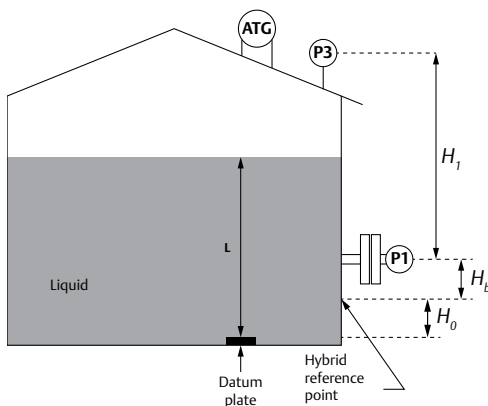 ATG
P3
H1
L
P1
Hb
Liquid
H0
Datum
plate
Hybrid
reference
point